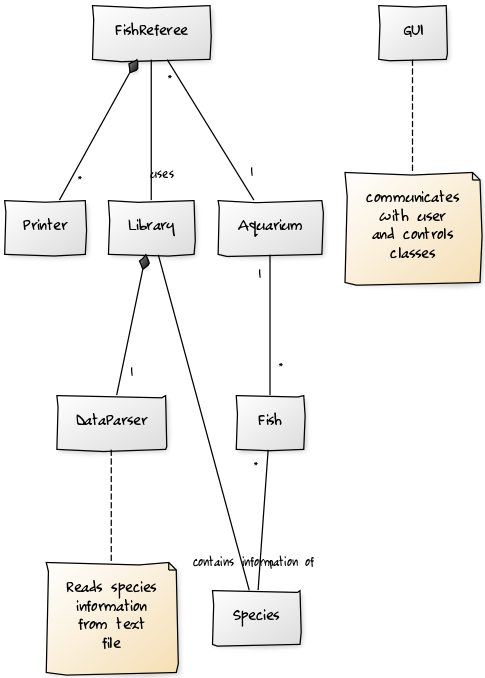 FishReferee
GUI
*
*
uses
1
Printer
Library
Aquarium
communicates
with user
and controls
classes
1
1
*
DataParser
Fish
*
contains information of
Reads species
information
from text
file
Species